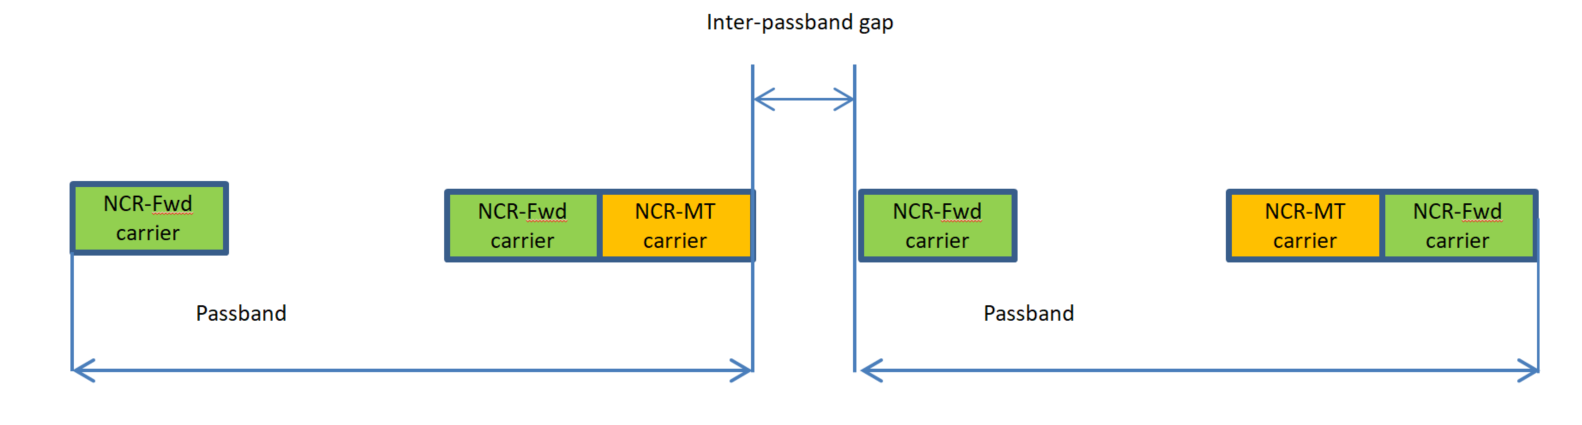 Inter-passband gap
NCR-Fwd
carrier
NCR-Fwd
carrier
NCR-MT
carrier
NCR-Fwd
carrier
NCR-MT
carrier
NCR-Fwd
carrier
Passband
Passband